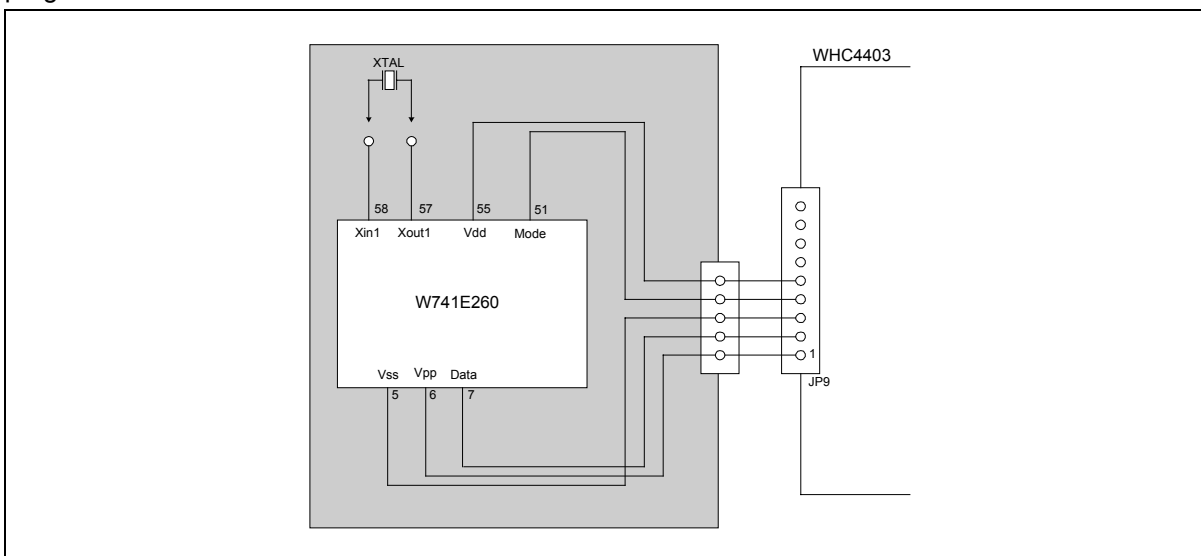 WHC4403
XTAL
58 57 55 51
Xin1 Xout1 Vdd Mode
W741E260
1
Vss Vpp Data
JP9
5 6 7